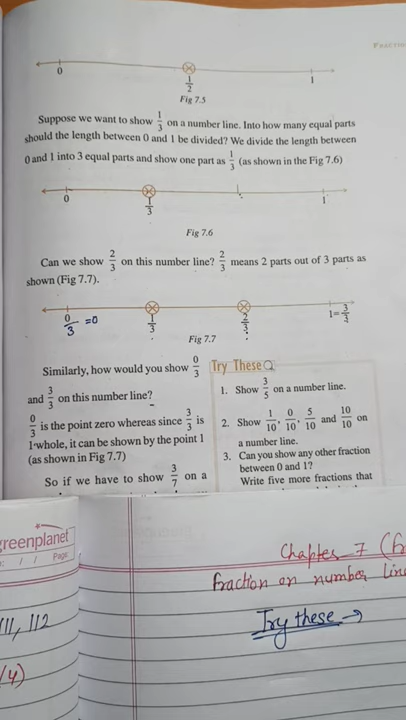 FRACTIO
0 1/2 1
Fig 7.5
Suppose we want to show 1/3 on a number line. Into how many equal parts
should the length between 0 and 1 be divided? We divide the length between
0 and 1 into 3 equal parts and show one part as 1/3 (as shown in the Fig 7.6)
0 1/3 1
Fig 7.6
Can we show 2/3 on this number line? 2/3 means 2 parts out of 3 parts as
shown (Fig 7.7).
0/3 =0 1/3 2/3 1=3/3
Fig 7.7
Similarly, how would you show 0/3
and 3/3 on this number line?
0/3 is the point zero whereas since 3/3 is
1 whole, it can be shown by the point 1
(as shown in Fig 7.7)
So if we have to show 3/7 on a
Try These
1. Show 3/5 on a number line.
2. Show 1/10, 0/10, 5/10 and 10/10 on
a number line.
3. Can you show any other fraction
between 0 and 1?
Write five more fractions that
greenplanet
/ / Page
111, 112
/4)
Chapter_7 (Fr
fraction on number line
Try these →